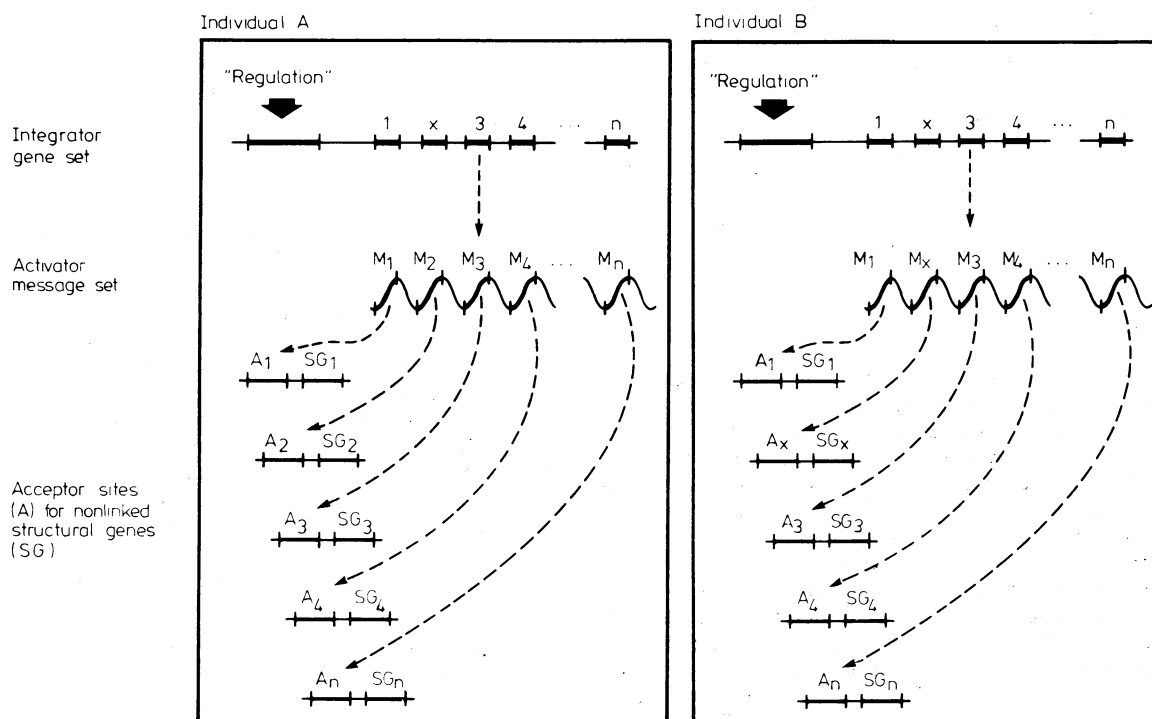 Individual A
"Regulation"
Integrator
gene set
1 x 3 4 ... n
Activator
message set
M1 M2 M3 M4 ... Mn
A1 SG1
A2 SG2
Acceptor sites
(A) for nonlinked
structural genes
(SG)
A3 SG3
A4 SG4
An SGn
Individual B
"Regulation"
1 x 3 4 ... n
M1 Mx M3 M4 ... Mn
A1 SG1
Ax SGx
A3 SG3
A4 SG4
An SGn